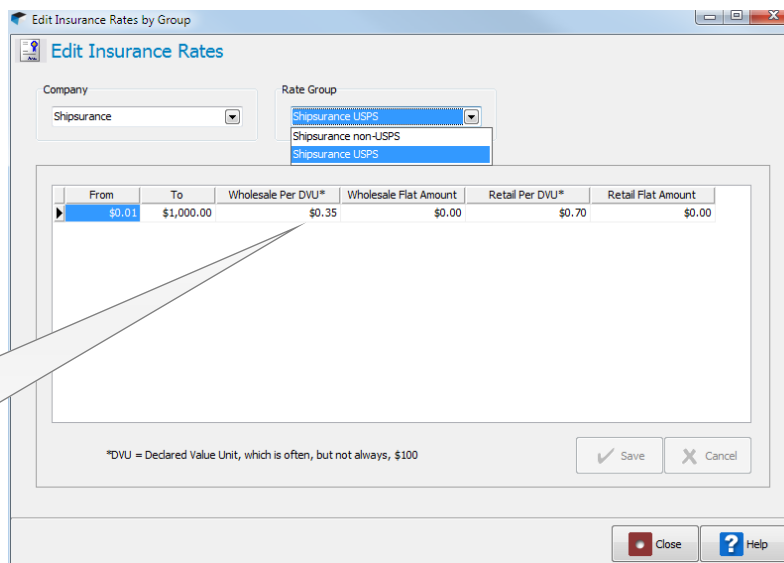 Edit Insurance Rates by Group
Edit Insurance Rates
Company
Rate Group
Shipsurance
Shipsurance USPS
Shipsurance non-USPS
Shipsurance USPS
From To Wholesale Per DVU* Wholesale Flat Amount Retail Per DVU* Retail Flat Amount
$0.01 $1,000.00 $0.35 $0.00 $0.70 $0.00
*DVU = Declared Value Unit, which is often, but not always, $100
Save Cancel
Close Help